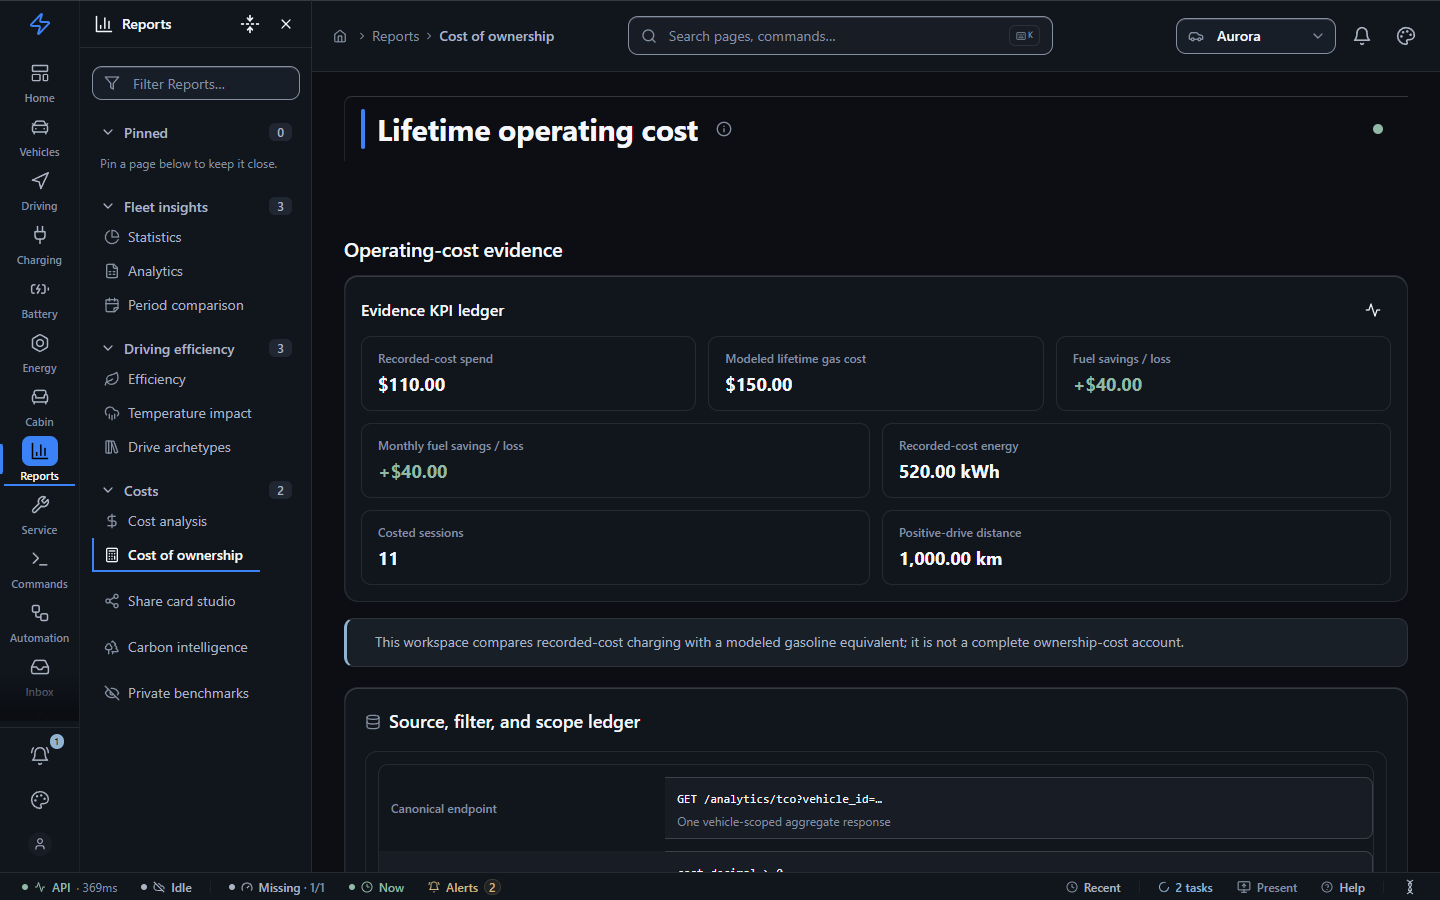 Reports
Reports
Cost of ownership
Search pages, commands...
K
Aurora
Home
Vehicles
Driving
Charging
Battery
Energy
Cabin
Reports
Service
Commands
Automation
Inbox
1
Filter Reports...
Pinned
0
Pin a page below to keep it close.
Fleet insights
3
Statistics
Analytics
Period comparison
Driving efficiency
3
Efficiency
Temperature impact
Drive archetypes
Costs
2
Cost analysis
Cost of ownership
Share card studio
Carbon intelligence
Private benchmarks
Lifetime operating cost
Operating-cost evidence
Evidence KPI ledger
Recorded-cost spend
$110.00
Modeled lifetime gas cost
$150.00
Fuel savings / loss
+$40.00
Monthly fuel savings / loss
+$40.00
Recorded-cost energy
520.00 kWh
Costed sessions
11
Positive-drive distance
1,000.00 km
This workspace compares recorded-cost charging with a modeled gasoline equivalent; it is not a complete ownership-cost account.
Source, filter, and scope ledger
Canonical endpoint
GET /analytics/tco?vehicle_id=…
One vehicle-scoped aggregate response
API · 369ms
Idle
Missing · 1/1
Now
Alerts 2
Recent
2 tasks
Present
Help